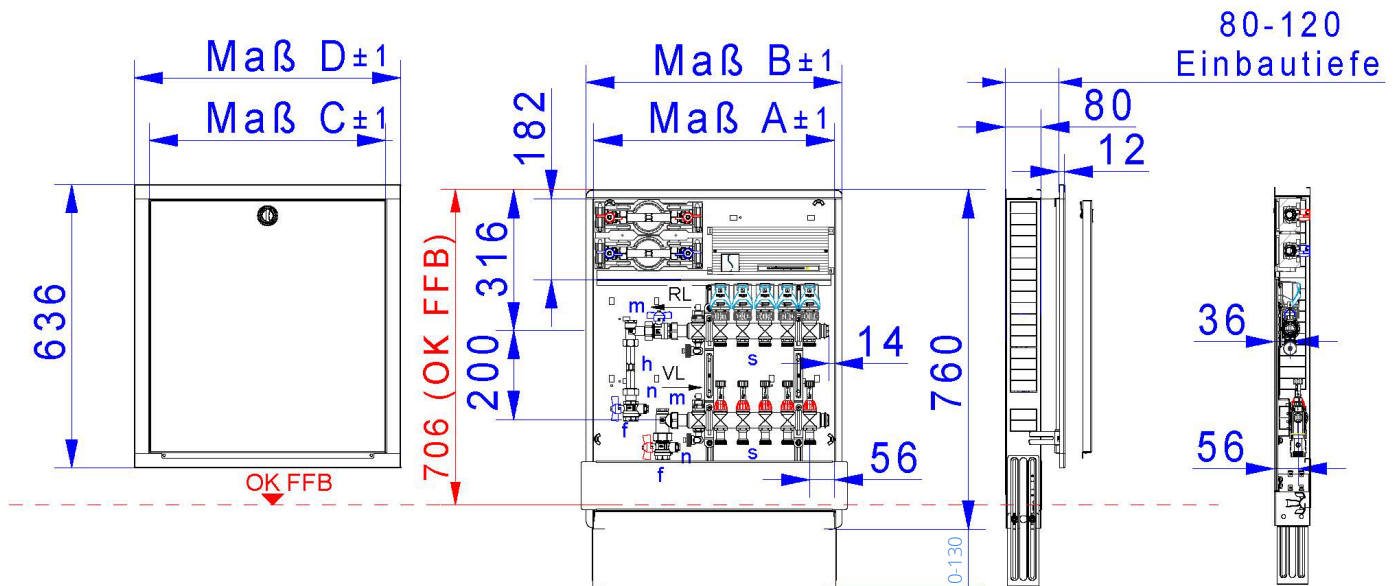 80-120
Einbautiefe
Maß D±1
Maß B±1
Maß C±1
Maß A±1
80
182
12
636
706 (OK FFB)
316
200
RL
m
h
VL
n
m
s
14
760
36
f
n
s
f
56
56
OK FFB
0-130